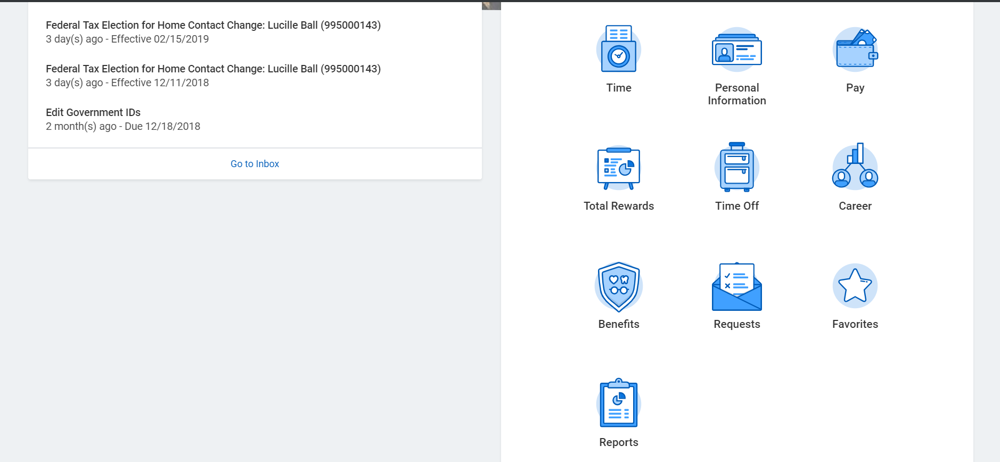 Federal Tax Election for Home Contact Change: Lucille Ball (995000143)
3 day(s) ago - Effective 02/15/2019
Federal Tax Election for Home Contact Change: Lucille Ball (995000143)
3 day(s) ago - Effective 12/11/2018
Edit Government IDs
2 month(s) ago - Due 12/18/2018
Go to Inbox
Time
Personal
Information
Pay
Total Rewards
Time Off
Career
Benefits
Requests
Favorites
Reports